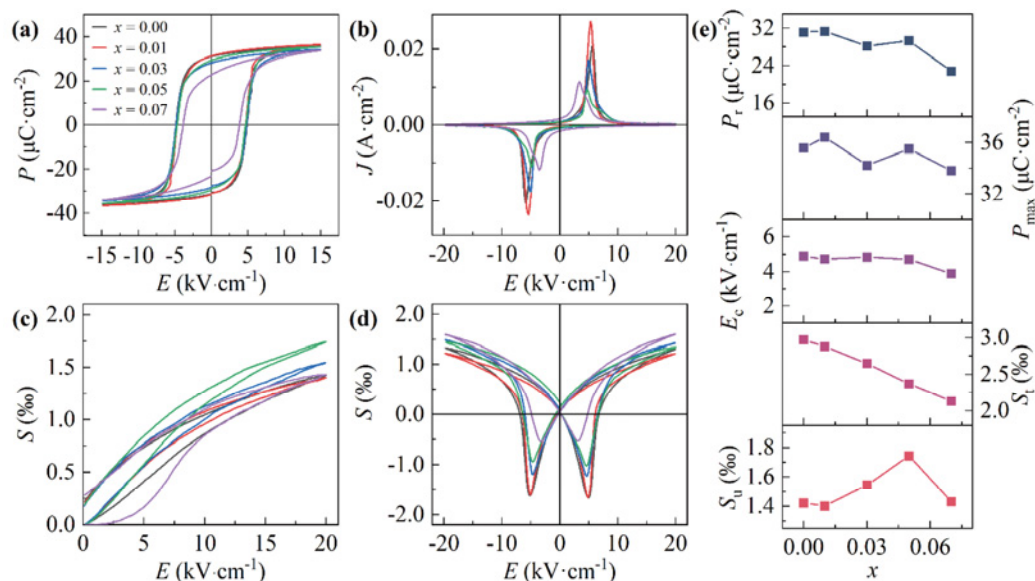 (a)
x = 0.00
x = 0.01
x = 0.03
x = 0.05
x = 0.07
40
20
0
-20
-40
P (μC·cm⁻²)
-15 -10 -5 0 5 10 15
E (kV·cm⁻¹)
(b)
0.02
0.00
-0.02
J (A·cm⁻²)
-20 -10 0 10 20
E (kV·cm⁻¹)
(c)
2.0
1.5
1.0
0.5
0.0
S (‰)
0 5 10 15 20
E (kV·cm⁻¹)
(d)
2.0
1.0
0.0
-1.0
-2.0
S (‰)
-20 -10 0 10 20
E (kV·cm⁻¹)
(e)
32
24
16
Pr (μC·cm⁻²)
36
32
Pmax (μC·cm⁻²)
6
4
2
Ec (kV·cm⁻¹)
3.0
2.5
2.0
St (‰)
1.8
1.6
1.4
Su (‰)
0.00 0.03 0.06
x